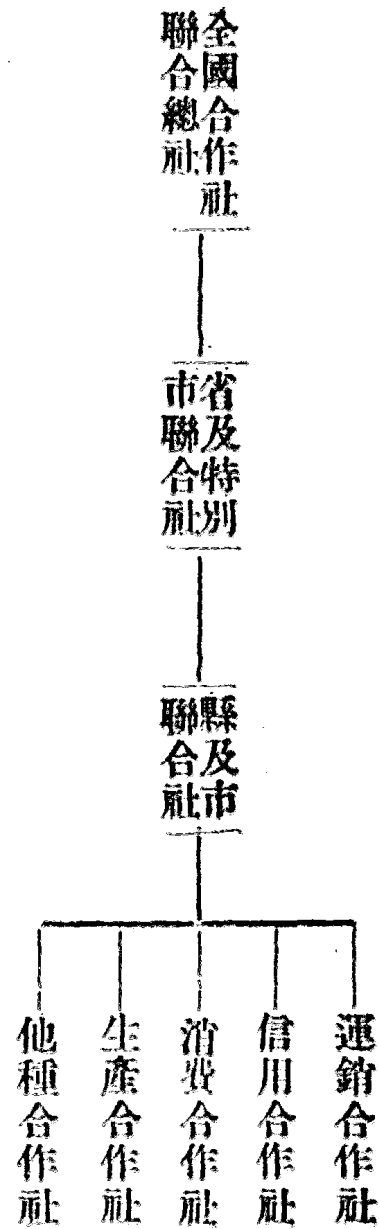 全國合作社
聯合總社
省及特別
市聯合社
縣及市
聯合社
運銷合作社
信用合作社
消費合作社
生產合作社
他種合作社